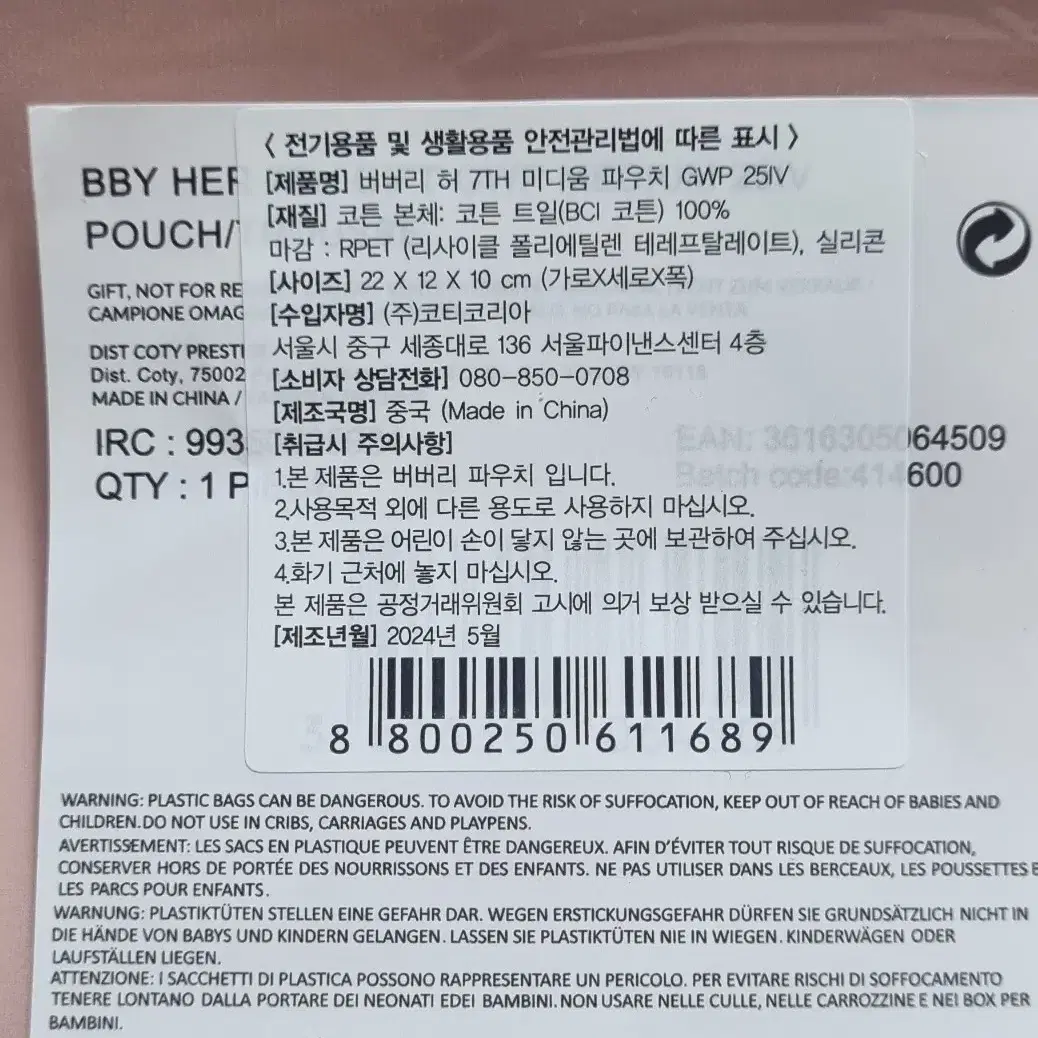 〈 전기용품 및 생활용품 안전관리법에 따른 표시 〉
[제품명] 버버리 허 7TH 미디움 파우치 GWP 25IV
[재질] 코튼 본체: 코튼 트윌(BCI 코튼) 100%
마감 : RPET (리사이클 폴리에틸렌 테레프탈레이트), 실리콘
[사이즈] 22 X 12 X 10 cm (가로X세로X폭)
[수입자명] (주)코티코리아
서울시 중구 세종대로 136 서울파이낸스센터 4층
[소비자 상담전화] 080-850-0708
[제조국명] 중국 (Made in China)
[취급시 주의사항]
1.본 제품은 버버리 파우치 입니다.
2.사용목적 외에 다른 용도로 사용하지 마십시오.
3.본 제품은 어린이 손이 닿지 않는 곳에 보관하여 주십시오.
4.화기 근처에 놓지 마십시오.
본 제품은 공정거래위원회 고시에 의거 보상 받으실 수 있습니다.
[제조년월] 2024년 5월
8 800250 611689
BBY HER
POUCH/
GIFT, NOT FOR RE
CAMPIONE OMAG
DIST COTY PRESTI
Dist. Coty, 75002
MADE IN CHINA /
IRC : 993
QTY : 1 P
EAN: 3616305064509
Batch code:414600
WARNING: PLASTIC BAGS CAN BE DANGEROUS. TO AVOID THE RISK OF SUFFOCATION, KEEP OUT OF REACH OF BABIES AND
CHILDREN.DO NOT USE IN CRIBS, CARRIAGES AND PLAYPENS.
AVERTISSEMENT: LES SACS EN PLASTIQUE PEUVENT ÊTRE DANGEREUX. AFIN D'ÉVITER TOUT RISQUE DE SUFFOCATION,
CONSERVER HORS DE PORTÉE DES NOURRISSONS ET DES ENFANTS. NE PAS UTILISER DANS LES BERCEAUX, LES POUSSETTES E
LES PARCS POUR ENFANTS.
WARNUNG: PLASTIKTÜTEN STELLEN EINE GEFAHR DAR. WEGEN ERSTICKUNGSGEFAHR DÜRFEN SIE GRUNDSÄTZLICH NICHT IN
DIE HÄNDE VON BABYS UND KINDERN GELANGEN. LASSEN SIE PLASTIKTÜTEN NIE IN WIEGEN. KINDERWÄGEN ODER
LAUFSTÄLLEN LIEGEN.
ATTENZIONE: I SACCHETTI DI PLASTICA POSSONO RAPPRESENTARE UN PERICOLO. PER EVITARE RISCHI DI SOFFOCAMENTO
TENERE LONTANO DALLA PORTARE DEI NEONATI EDEI BAMBINI. NON USARE NELLE CULLE, NELLE CARROZZINE E NEI BOX PER
BAMBINI.